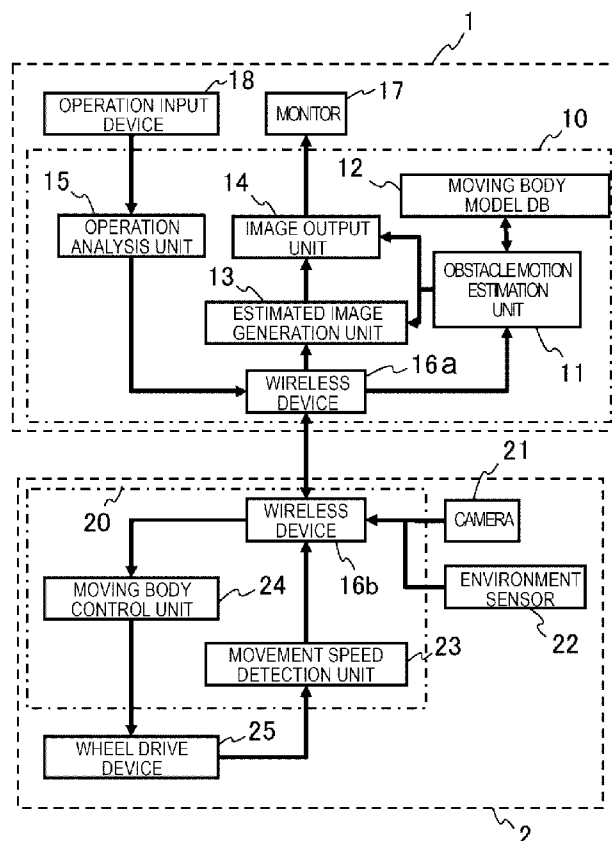 1
18
17
OPERATION INPUT
DEVICE
MONITOR
10
12
15
14
MOVING BODY
MODEL DB
OPERATION
ANALYSIS UNIT
IMAGE OUTPUT
UNIT
13
OBSTACLE MOTION
ESTIMATION
UNIT
ESTIMATED IMAGE
GENERATION UNIT
16a
11
WIRELESS
DEVICE
21
20
WIRELESS
DEVICE
CAMERA
24
16b
MOVING BODY
CONTROL UNIT
ENVIRONMENT
SENSOR
22
23
MOVEMENT SPEED
DETECTION UNIT
25
WHEEL DRIVE
DEVICE
2